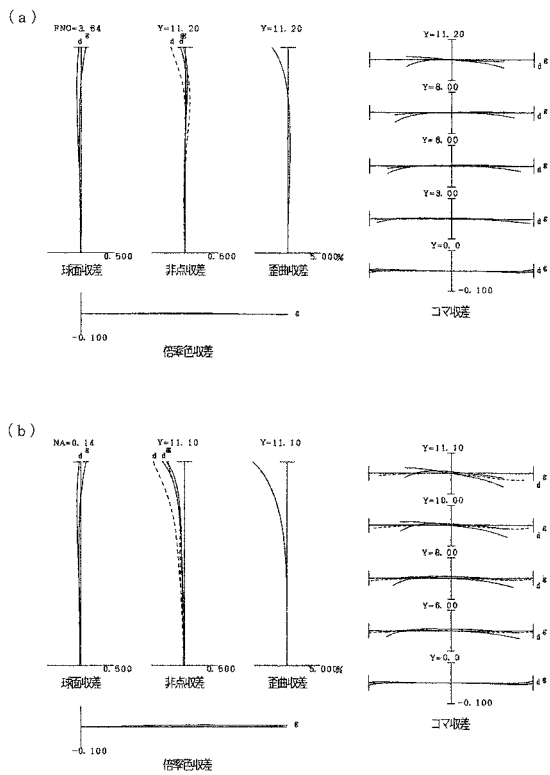 (a)
FNO=3.64
Y=11.20
Y=11.20
d g
d g
0.500
0.500
5.000%
球面収差
非点収差
歪曲収差
g
-0.100
倍率色収差
Y=11.20
d g
Y=8.00
d g
Y=6.00
d g
Y=3.00
d g
Y=0.0
d g
-0.100
コマ収差
(b)
NA=0.14
Y=11.10
Y=11.10
d g
d d g
0.500
0.500
5.000%
球面収差
非点収差
歪曲収差
g
-0.100
倍率色収差
Y=11.10
d g
Y=10.00
d g
Y=8.00
d g
Y=6.00
d g
Y=0.0
d g
-0.100
コマ収差